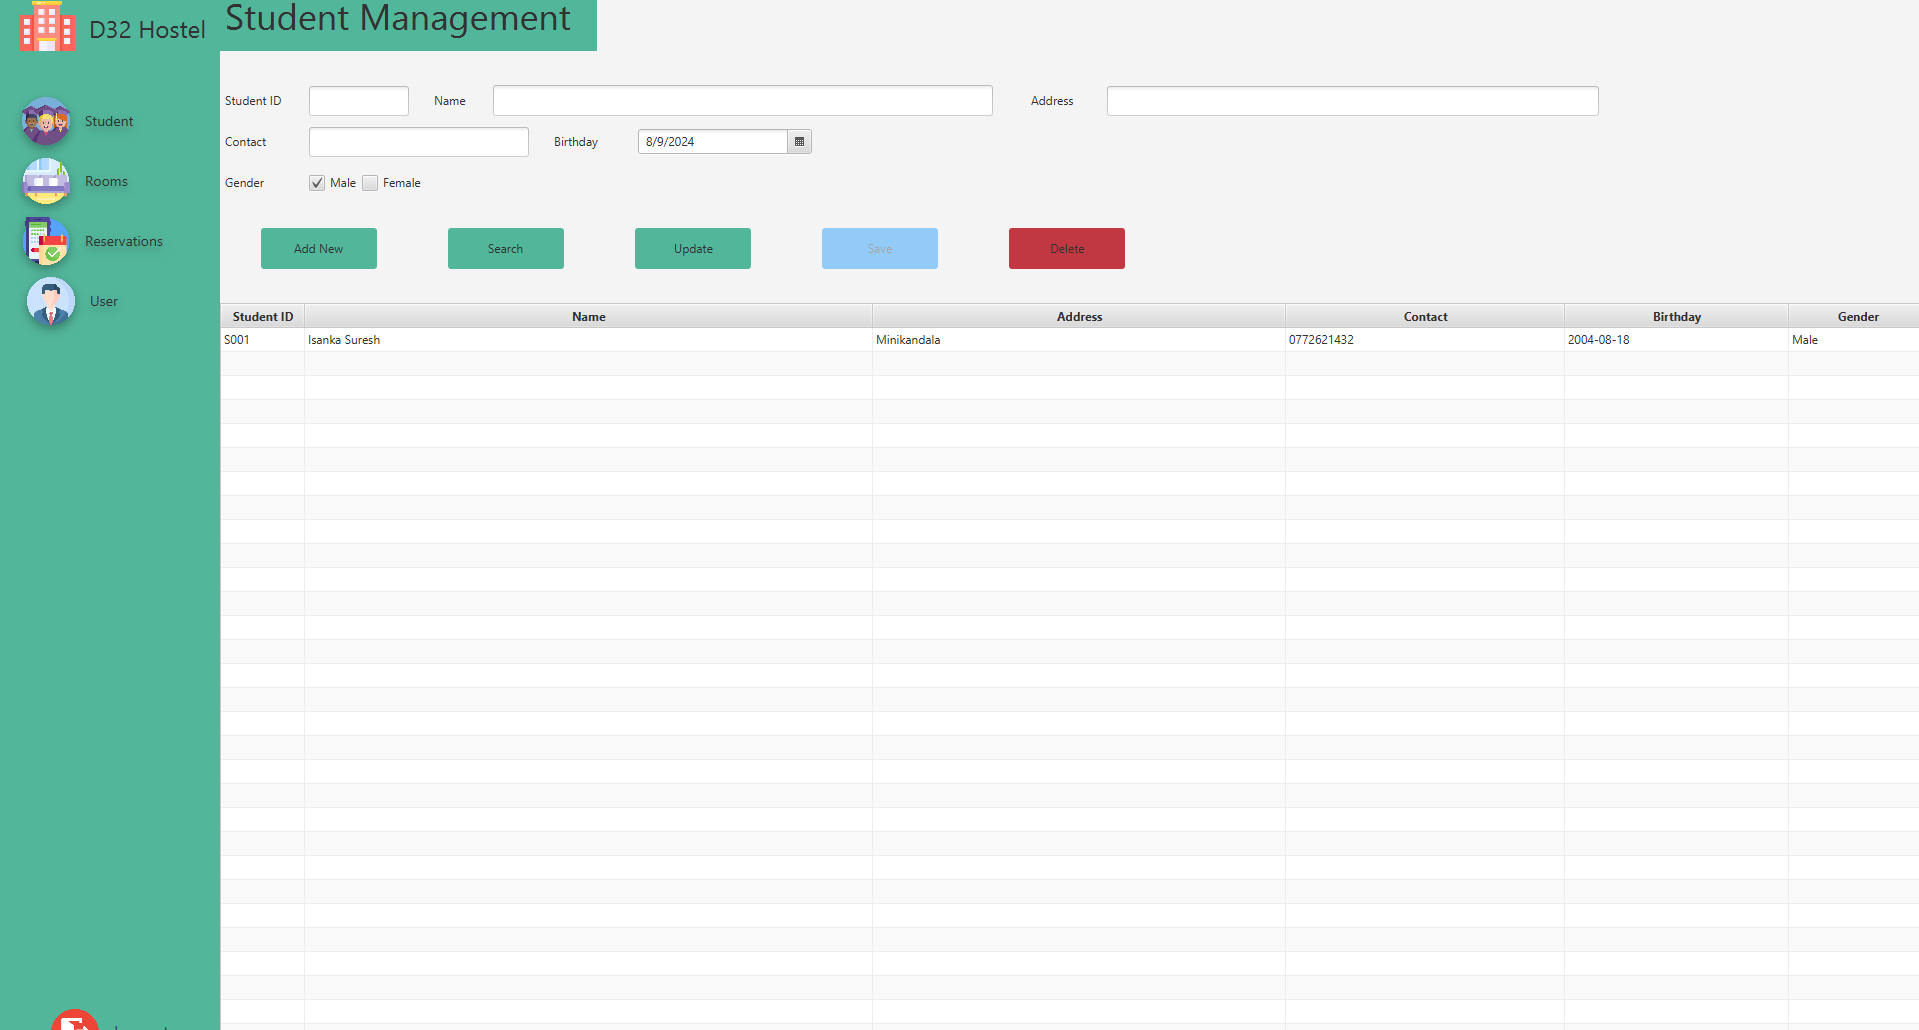 D32 Hostel
Student Management
Student
Rooms
Reservations
User
Student ID
Name
Address
Contact
Birthday
8/9/2024
Gender
Male
Female
Add New
Search
Update
Save
Delete
Student ID Name Address Contact Birthday Gender
S001 Isanka Suresh Minikandala 0772621432 2004-08-18 Male